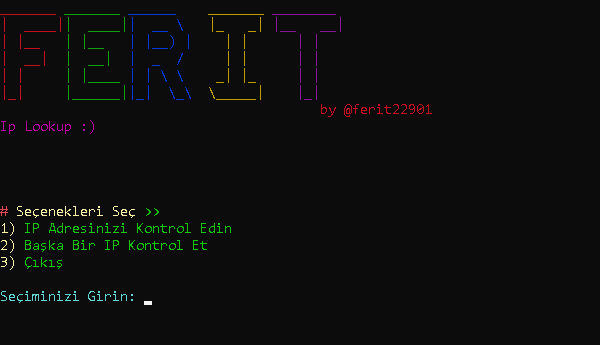 FERIT
by @ferit22901
Ip Lookup :)
# Seçenekleri Seç >>
1) IP Adresinizi Kontrol Edin
2) Başka Bir IP Kontrol Et
3) Çıkış
Seçiminizi Girin: _